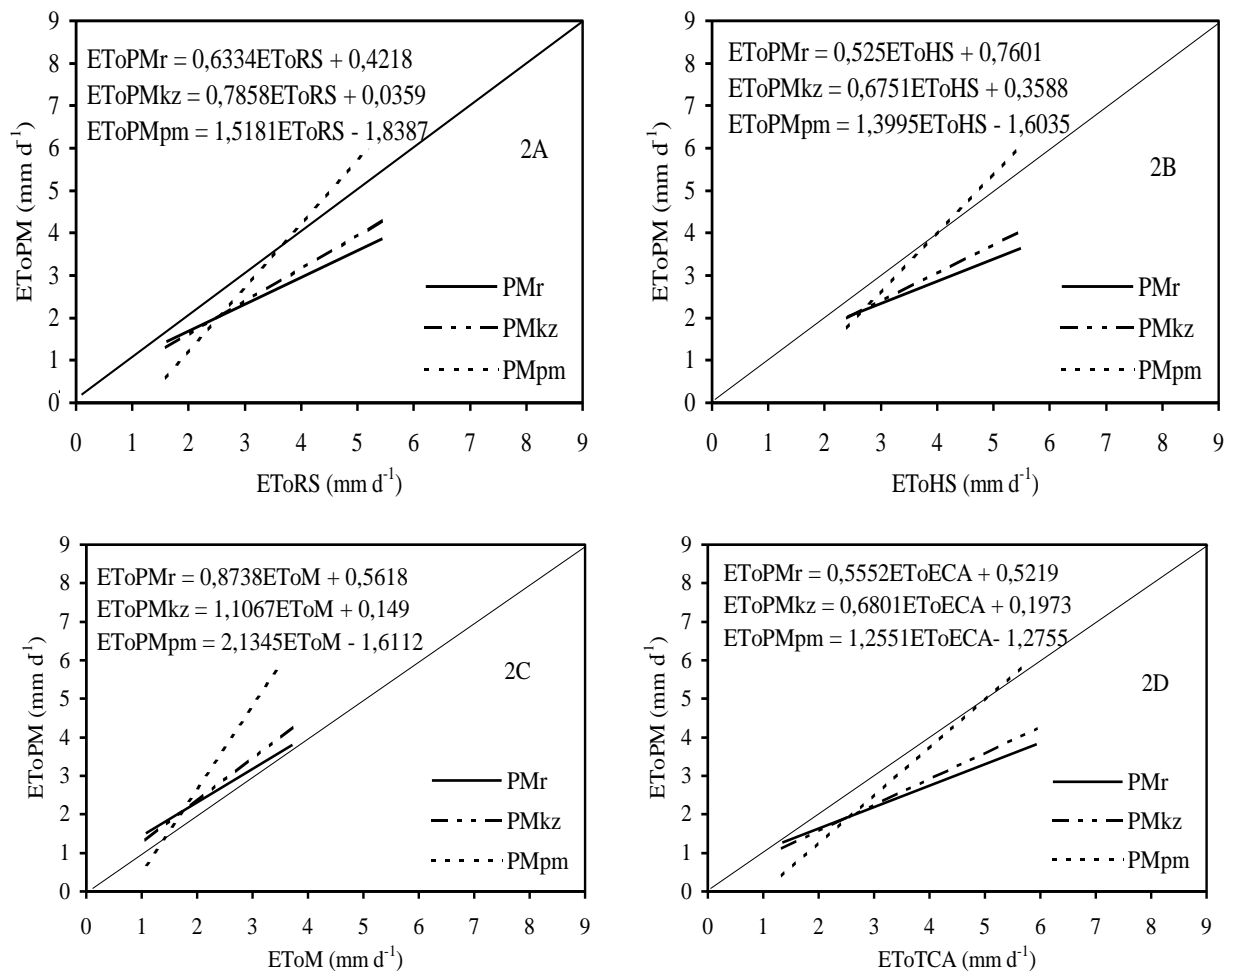 9
8
7
6
5
4
3
2
1
0
EToPM (mm d-1)
EToPMr = 0,6334EToRS + 0,4218
EToPMkz = 0,7858EToRS + 0,0359
EToPMpm = 1,5181EToRS - 1,8387
2A
PMr
PMkz
PMpm
0 1 2 3 4 5 6 7 8 9
EToRS (mm d-1)
9
8
7
6
5
4
3
2
1
0
EToPM (mm d-1)
EToPMr = 0,525EToHS + 0,7601
EToPMkz = 0,6751EToHS + 0,3588
EToPMpm = 1,3995EToHS - 1,6035
2B
PMr
PMkz
PMpm
0 1 2 3 4 5 6 7 8 9
EToHS (mm d-1)
9
8
7
6
5
4
3
2
1
0
EToPM (mm d-1)
EToPMr = 0,8738EToM + 0,5618
EToPMkz = 1,1067EToM + 0,149
EToPMpm = 2,1345EToM - 1,6112
2C
PMr
PMkz
PMpm
0 1 2 3 4 5 6 7 8 9
EToM (mm d-1)
9
8
7
6
5
4
3
2
1
0
EToPM (mm d-1)
EToPMr = 0,5552EToECA + 0,5219
EToPMkz = 0,6801EToECA + 0,1973
EToPMpm = 1,2551EToECA- 1,2755
2D
PMr
PMkz
PMpm
0 1 2 3 4 5 6 7 8 9
EToTCA (mm d-1)